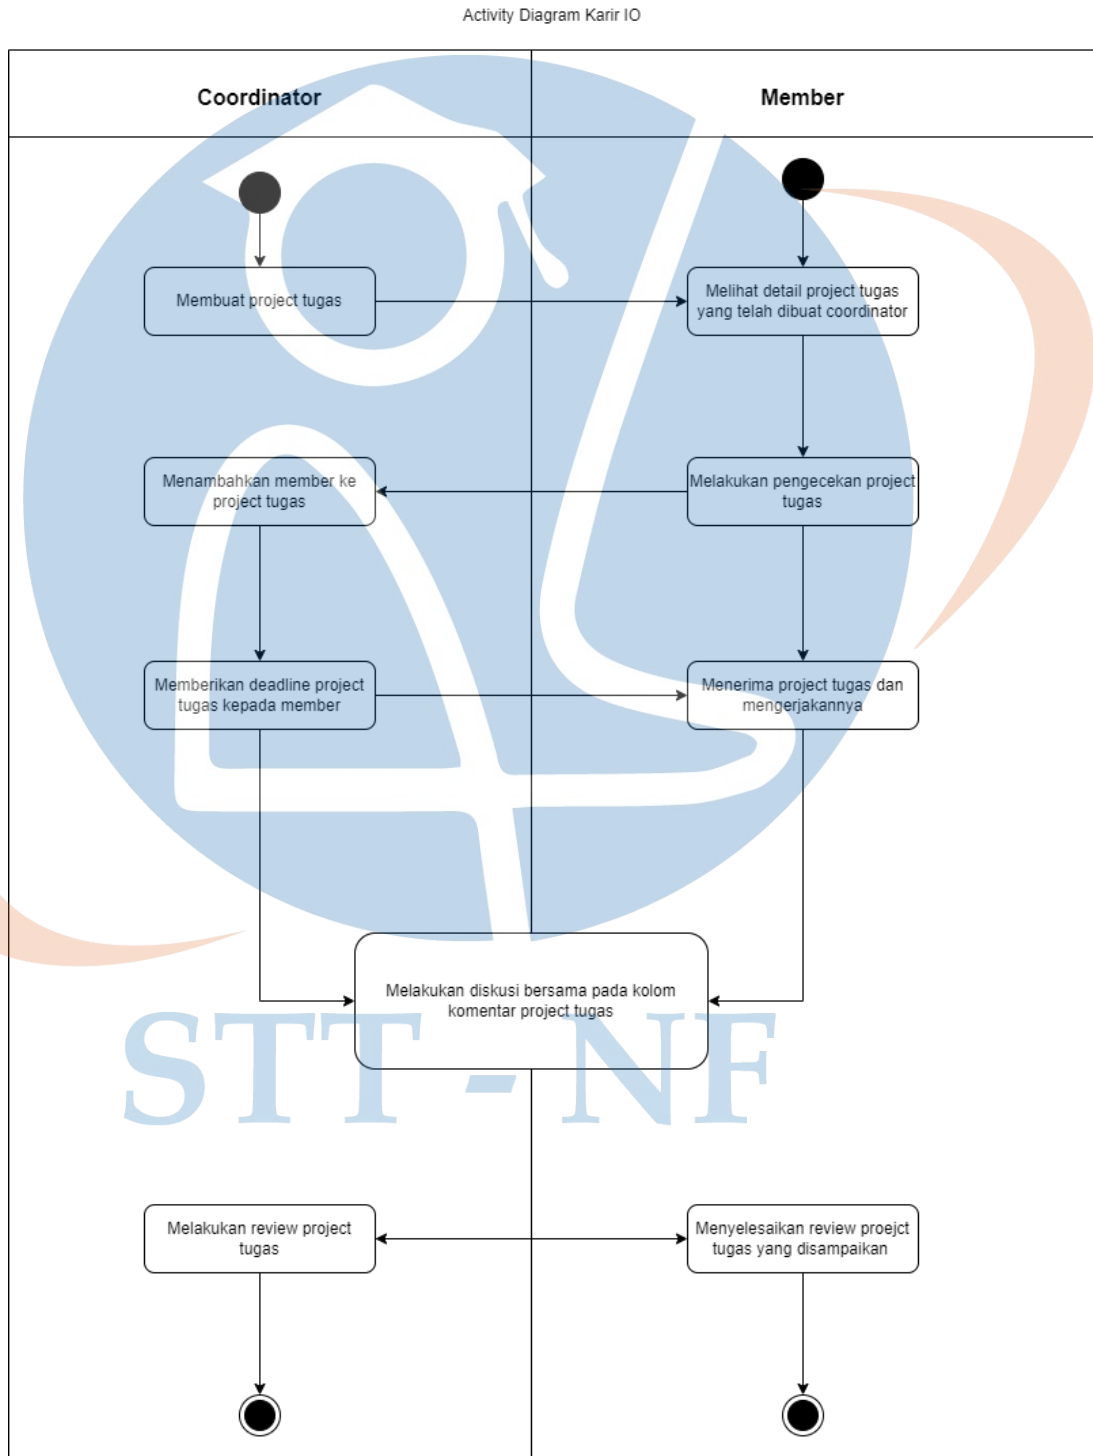 Activity Diagram Karir IO
Coordinator
Member
Membuat project tugas
Melihat detail project tugas
yang telah dibuat coordinator
Menambahkan member ke
project tugas
Melakukan pengecekan project
tugas
Memberikan deadline project
tugas kepada member
Menerima project tugas dan
mengerjakannya
Melakukan diskusi bersama pada kolom
komentar project tugas
STT - NF
Melakukan review project
tugas
Menyelesaikan review proejct
tugas yang disampaikan